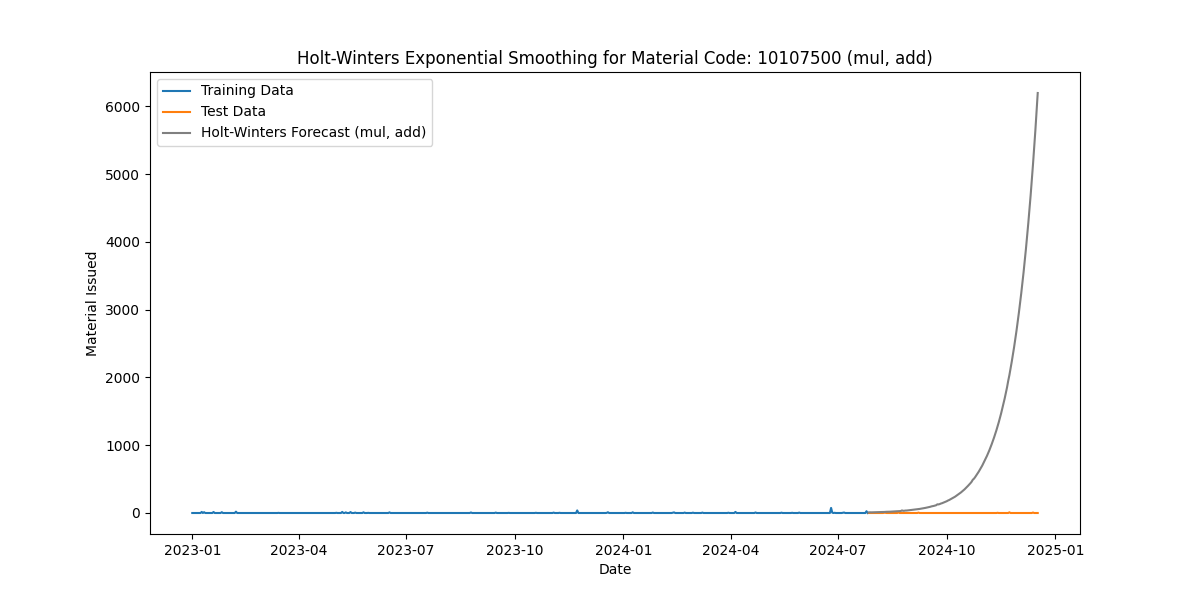 Holt-Winters Exponential Smoothing for Material Code: 10107500 (mul, add)
Training Data
Test Data
Holt-Winters Forecast (mul, add)
6000
5000
4000
3000
2000
1000
0
Material Issued
2023-01 2023-04 2023-07 2023-10 2024-01 2024-04 2024-07 2024-10 2025-01
Date